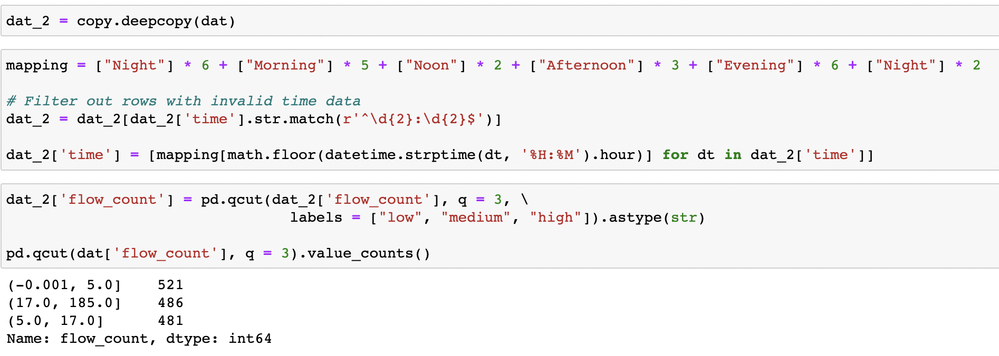 dat_2 = copy.deepcopy(dat)
mapping = ["Night"] * 6 + ["Morning"] * 5 + ["Noon"] * 2 + ["Afternoon"] * 3 + ["Evening"] * 6 + ["Night"] * 2
# Filter out rows with invalid time data
dat_2 = dat_2[dat_2['time'].str.match(r'^\d{2}:\d{2}$')]
dat_2['time'] = [mapping[math.floor(datetime.strptime(dt, '%H:%M').hour)] for dt in dat_2['time']]
dat_2['flow_count'] = pd.qcut(dat_2['flow_count'], q = 3, \
labels = ["low", "medium", "high"]).astype(str)
pd.qcut(dat['flow_count'], q = 3).value_counts()
(-0.001, 5.0]    521
(17.0, 185.0]    486
(5.0, 17.0]      481
Name: flow_count, dtype: int64